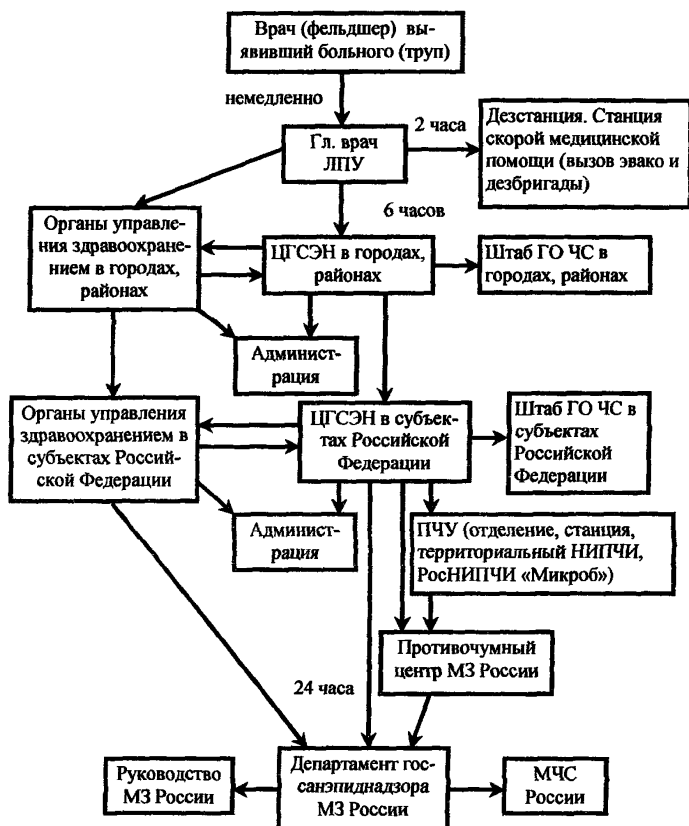 Врач (фельдшер) вы-
явивший больного (труп)
немедленно
Гл. врач
ЛПУ
2 часа
Дезстанция. Станция
скорой медицинской
помощи (вызов эвако и
дезбригады)
6 часов
Органы управле-
ния здравоохране-
нием в городах,
районах
ЦГСЭН в городах,
районах
Штаб ГО ЧС в
городах, районах
Админист-
рация
Органы управления
здравоохранением в
субъектах Россий-
ской Федерации
ЦГСЭН в субъек-
тах Российской
Федерации
Штаб ГО ЧС в
субъектах
Российской
Федерации
Админист-
рация
ПЧУ (отделение, станция,
территориальный НИПЧИ,
РосНИПЧИ «Микроб»)
Противочумный
центр МЗ России
24 часа
Руководство
МЗ России
Департамент гос-
санэпиднадзора
МЗ России
МЧС
России